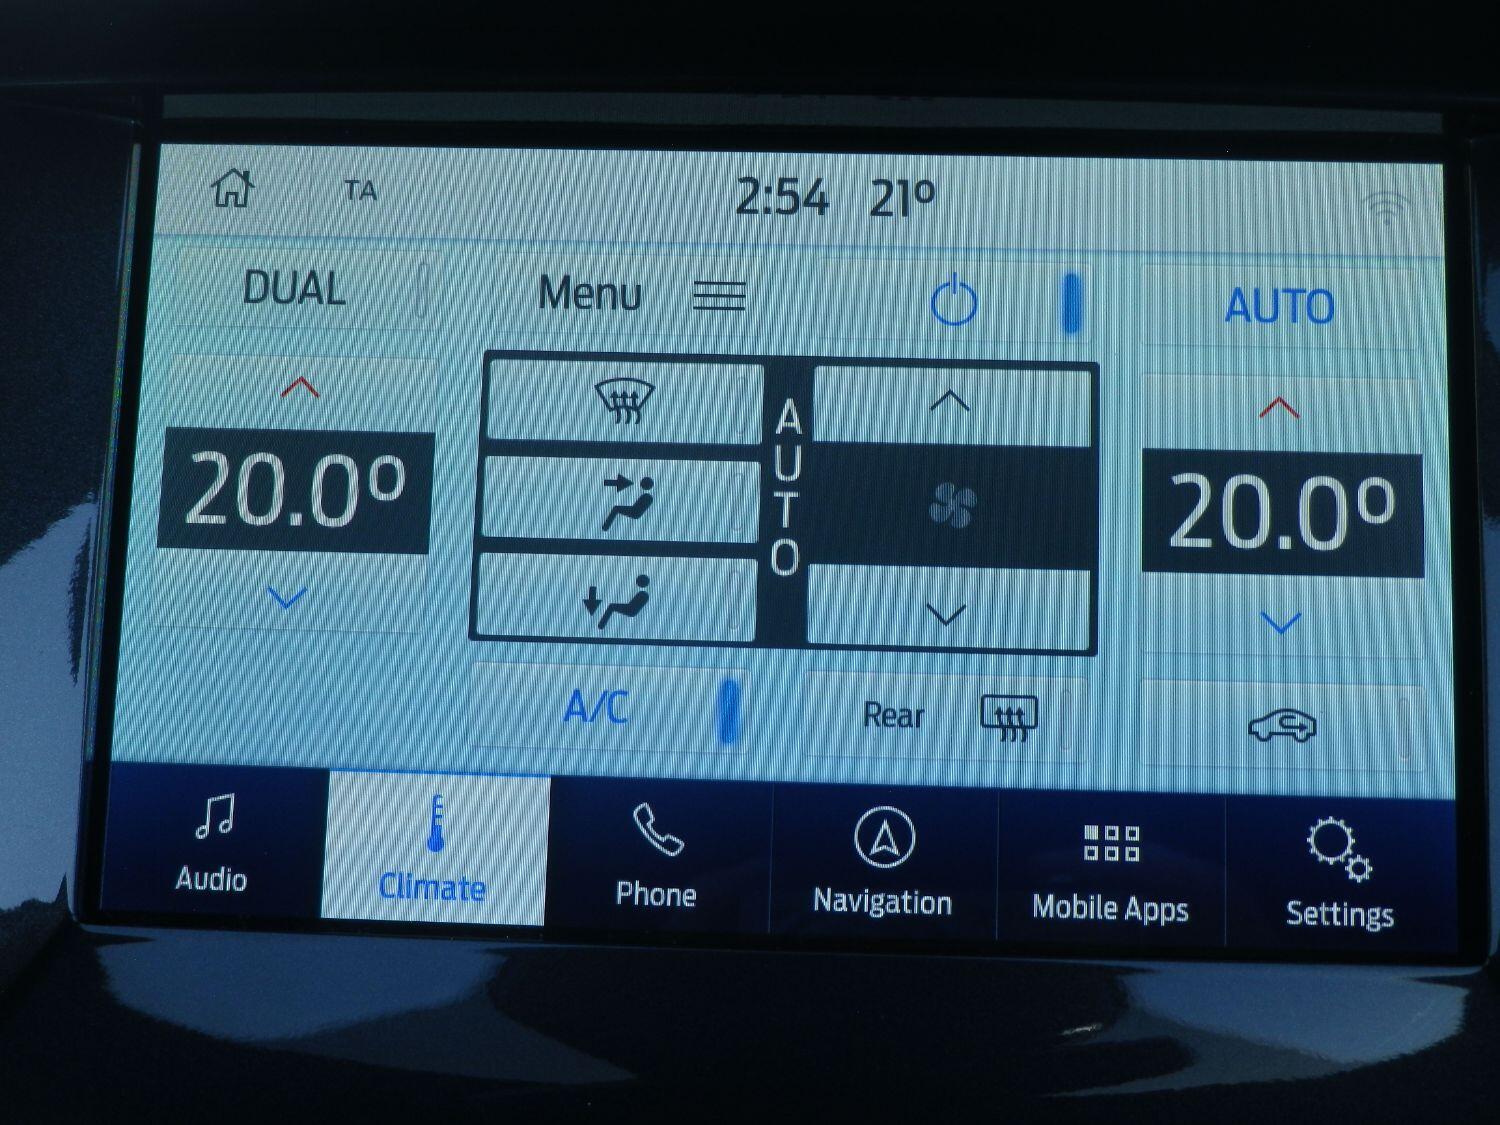 TA 2:54 21º
DUAL Menu AUTO
20.0º AUTO 20.0º
A/C Rear
Audio Climate Phone Navigation Mobile Apps Settings